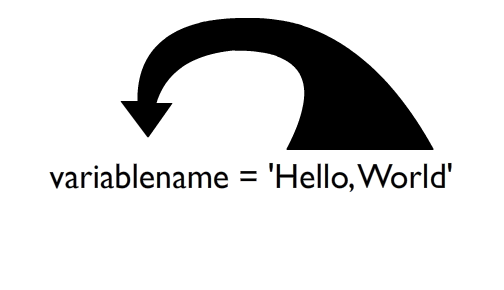 variablename = 'Hello, World'